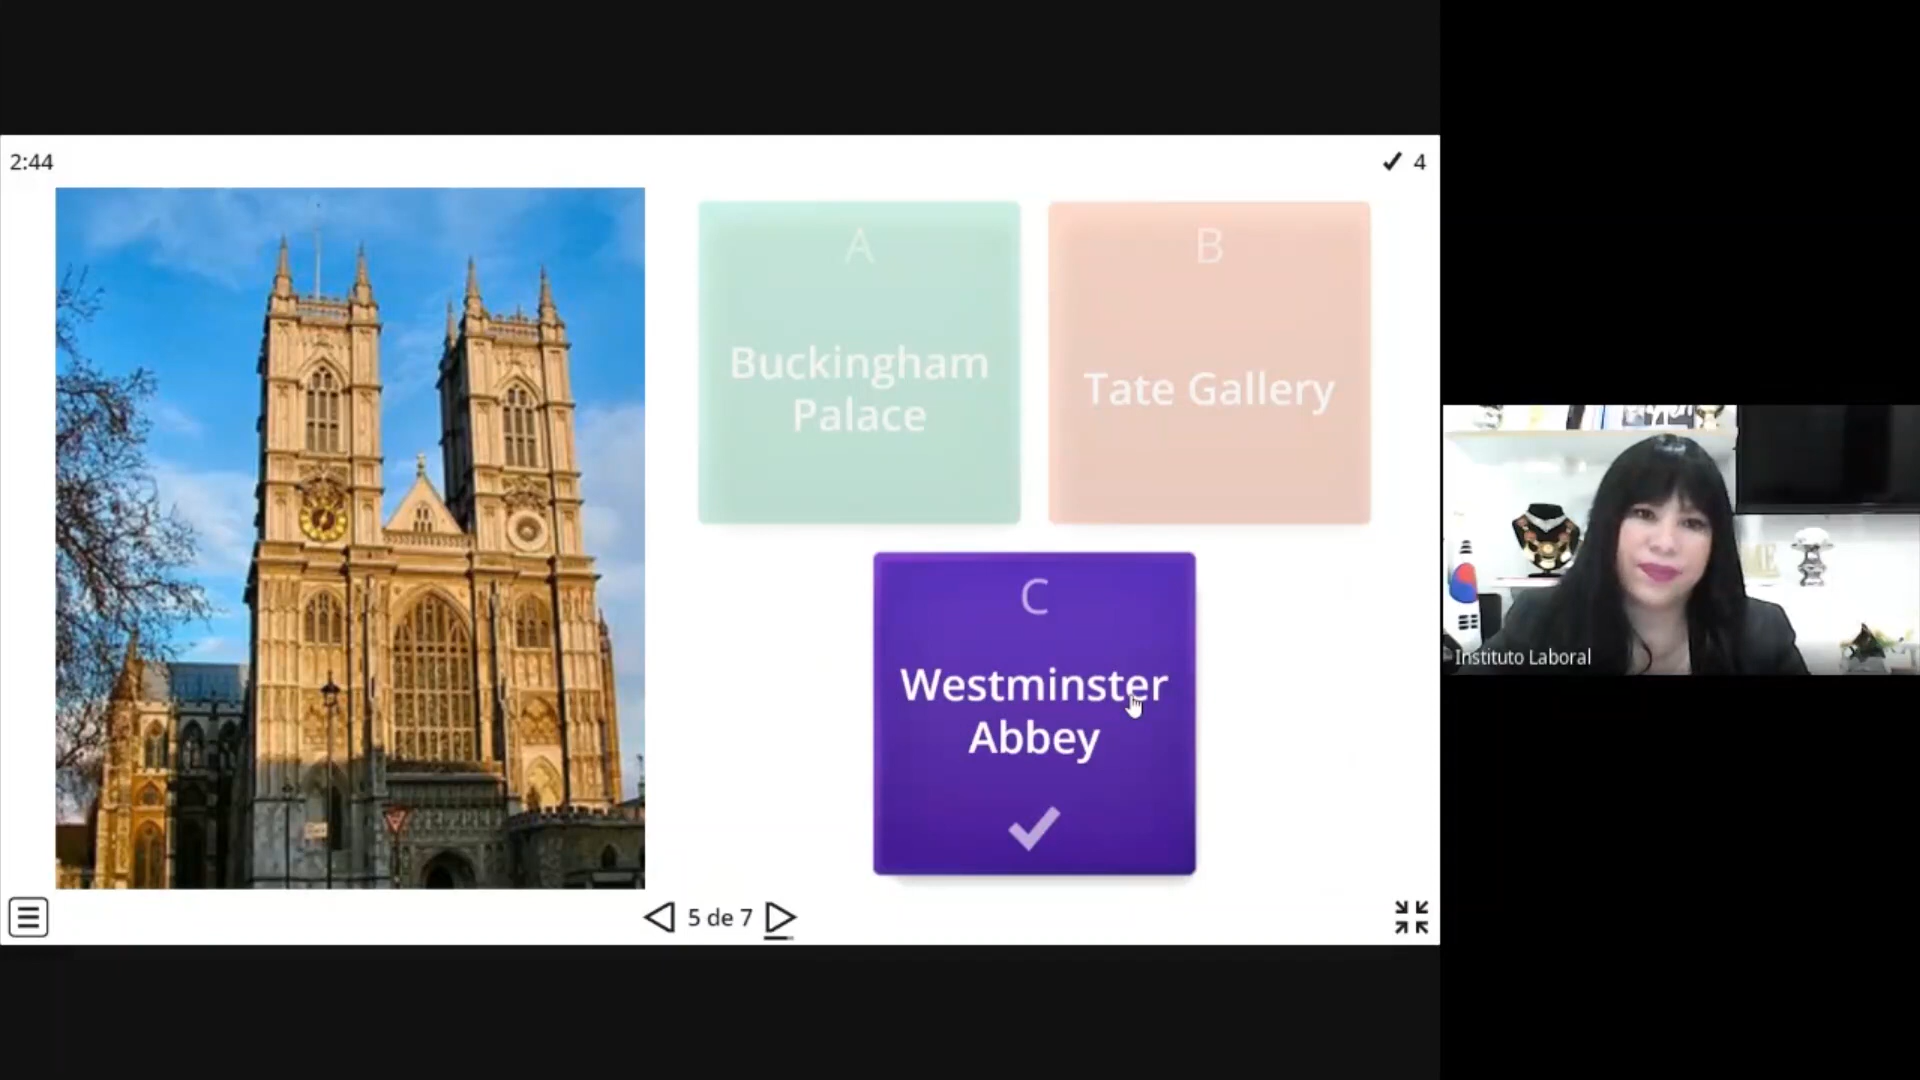 2:44
4
A
Buckingham
Palace
B
Tate Gallery
C
Westminster
Abbey
5 de 7
Instituto Laboral